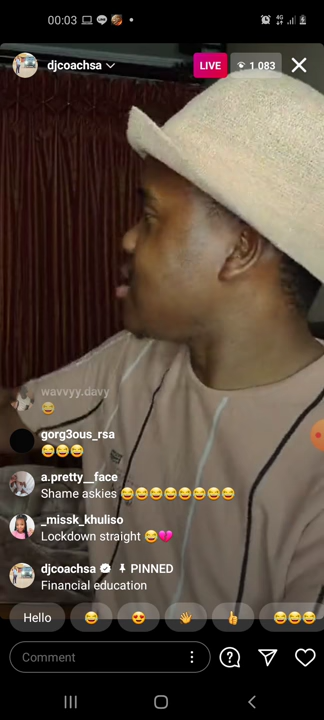 00:03
4G
djcoachsa
LIVE
1.083
wavvyy.davy
😂
gorg3ous_rsa
😂😂😂
a.pretty__face
Shame askies 😂😂😂😂😂😂😂😂
_missk_khuliso
Lockdown straight 😂💔
djcoachsa PINNED
Financial education
Hello 😂 😍 👋 👍 😂😂😂
Comment